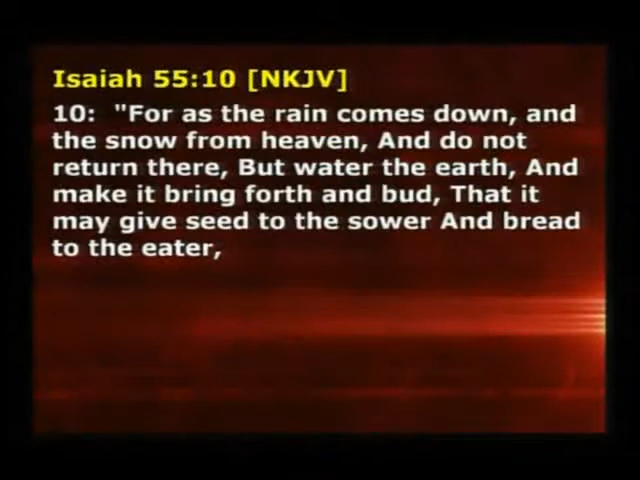 Isaiah 55:10 [NKJV]
10:  "For as the rain comes down, and
the snow from heaven, And do not
return there, But water the earth, And
make it bring forth and bud, That it
may give seed to the sower And bread
to the eater,